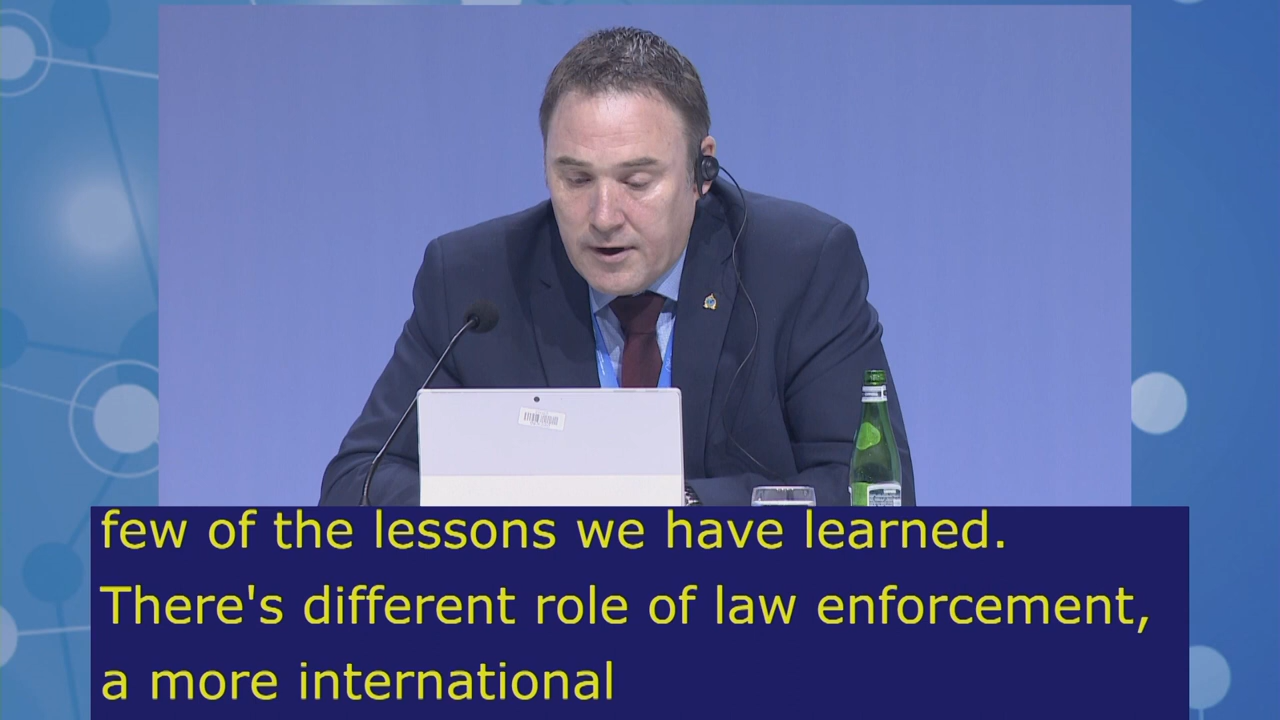 few of the lessons we have learned.
There's different role of law enforcement,
a more international